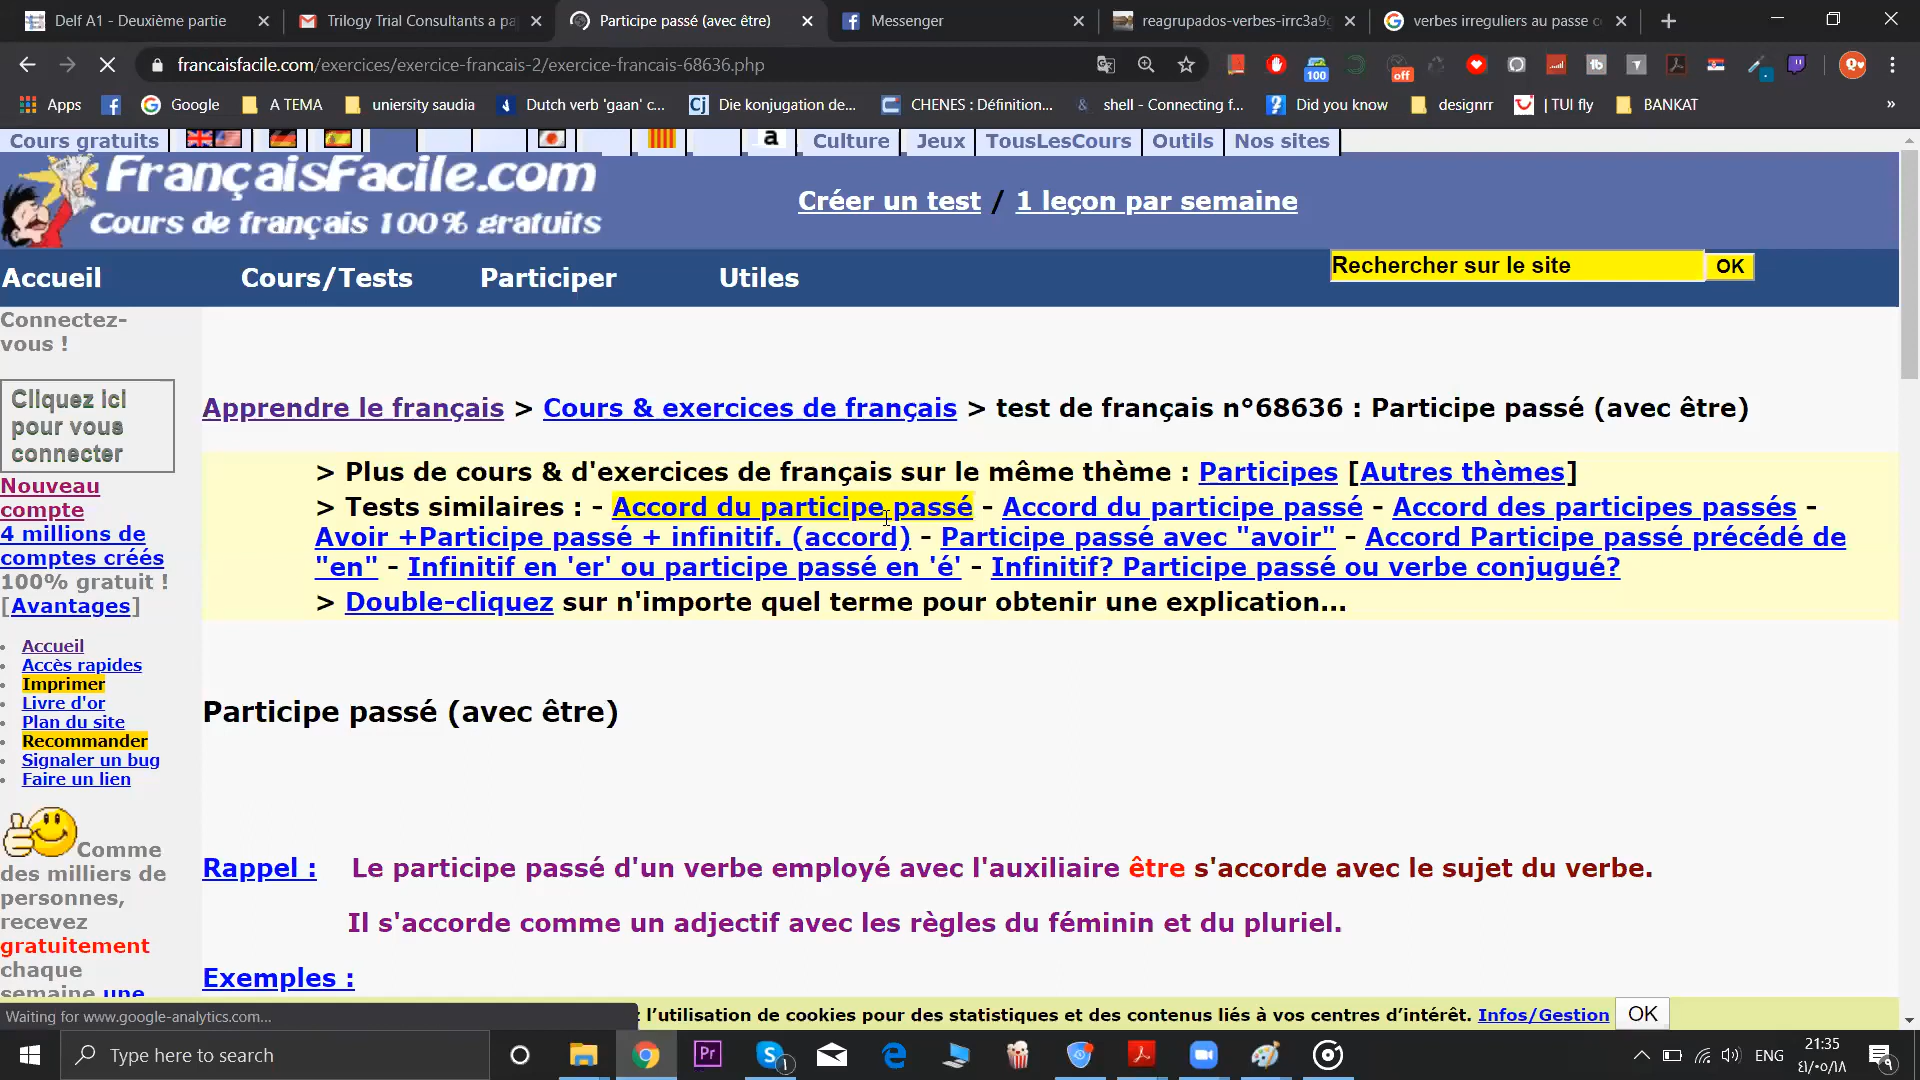 Delf A1 - Deuxième partie
Trilogy Trial Consultants a pa
Participe passé (avec être)
Messenger
reagrupados-verbes-irrc3a9g
verbes irreguliers au passe c
francaisfacile.com/exercices/exercice-francais-2/exercice-francais-68636.php
100
off
Apps
Google
A TEMA
uniersity saudia
Dutch verb 'gaan' c...
Die konjugation de...
CHENES : Définition...
shell - Connecting f...
Did you know
designrr
| TUI fly
BANKAT
»
Cours gratuits
a
Culture
Jeux
TousLesCours
Outils
Nos sites
FrançaisFacile.com
Cours de français 100% gratuits
Créer un test / 1 leçon par semaine
Accueil
Cours/Tests
Participer
Utiles
Rechercher sur le site
OK
Connectez-
vous !
Cliquez ici
pour vous
connecter
Nouveau
compte
4 millions de
comptes créés
100% gratuit !
[Avantages]
Accueil
Accès rapides
Imprimer
Livre d'or
Plan du site
Recommander
Signaler un bug
Faire un lien
Comme
des milliers de
personnes,
recevez
gratuitement
chaque
semaine une
Apprendre le français > Cours & exercices de français > test de français n°68636 : Participe passé (avec être)
> Plus de cours & d'exercices de français sur le même thème : Participes [Autres thèmes]
> Tests similaires : - Accord du participe passé - Accord du participe passé - Accord des participes passés -
Avoir +Participe passé + infinitif. (accord) - Participe passé avec "avoir" - Accord Participe passé précédé de
"en" - Infinitif en 'er' ou participe passé en 'é' - Infinitif? Participe passé ou verbe conjugué?
> Double-cliquez sur n'importe quel terme pour obtenir une explication...
Participe passé (avec être)
Rappel : Le participe passé d'un verbe employé avec l'auxiliaire être s'accorde avec le sujet du verbe.
Il s'accorde comme un adjectif avec les règles du féminin et du pluriel.
Exemples :
Waiting for www.google-analytics.com...
l'utilisation de cookies pour des statistiques et des contenus liés à vos centres d'intérêt. Infos/Gestion
OK
Type here to search
Pr
1
ENG
21:35
٤١/٠٥/١٨
٩